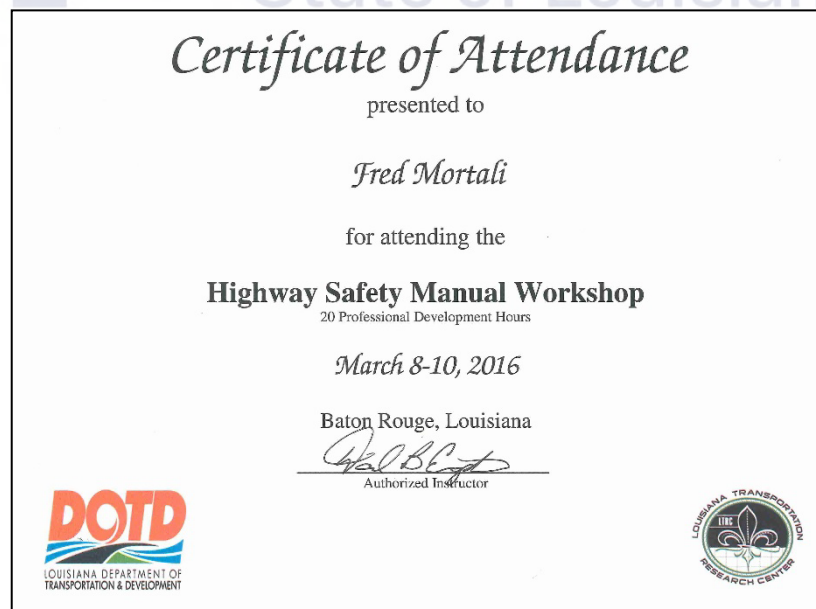 Certificate of Attendance
presented to
Fred Mortali
for attending the
Highway Safety Manual Workshop
20 Professional Development Hours
March 8-10, 2016
Baton Rouge, Louisiana
Authorized Instructor
DOTD
LOUISIANA DEPARTMENT OF
TRANSPORTATION & DEVELOPMENT
LOUISIANA TRANSPORTATION
LTRC
RESEARCH CENTER